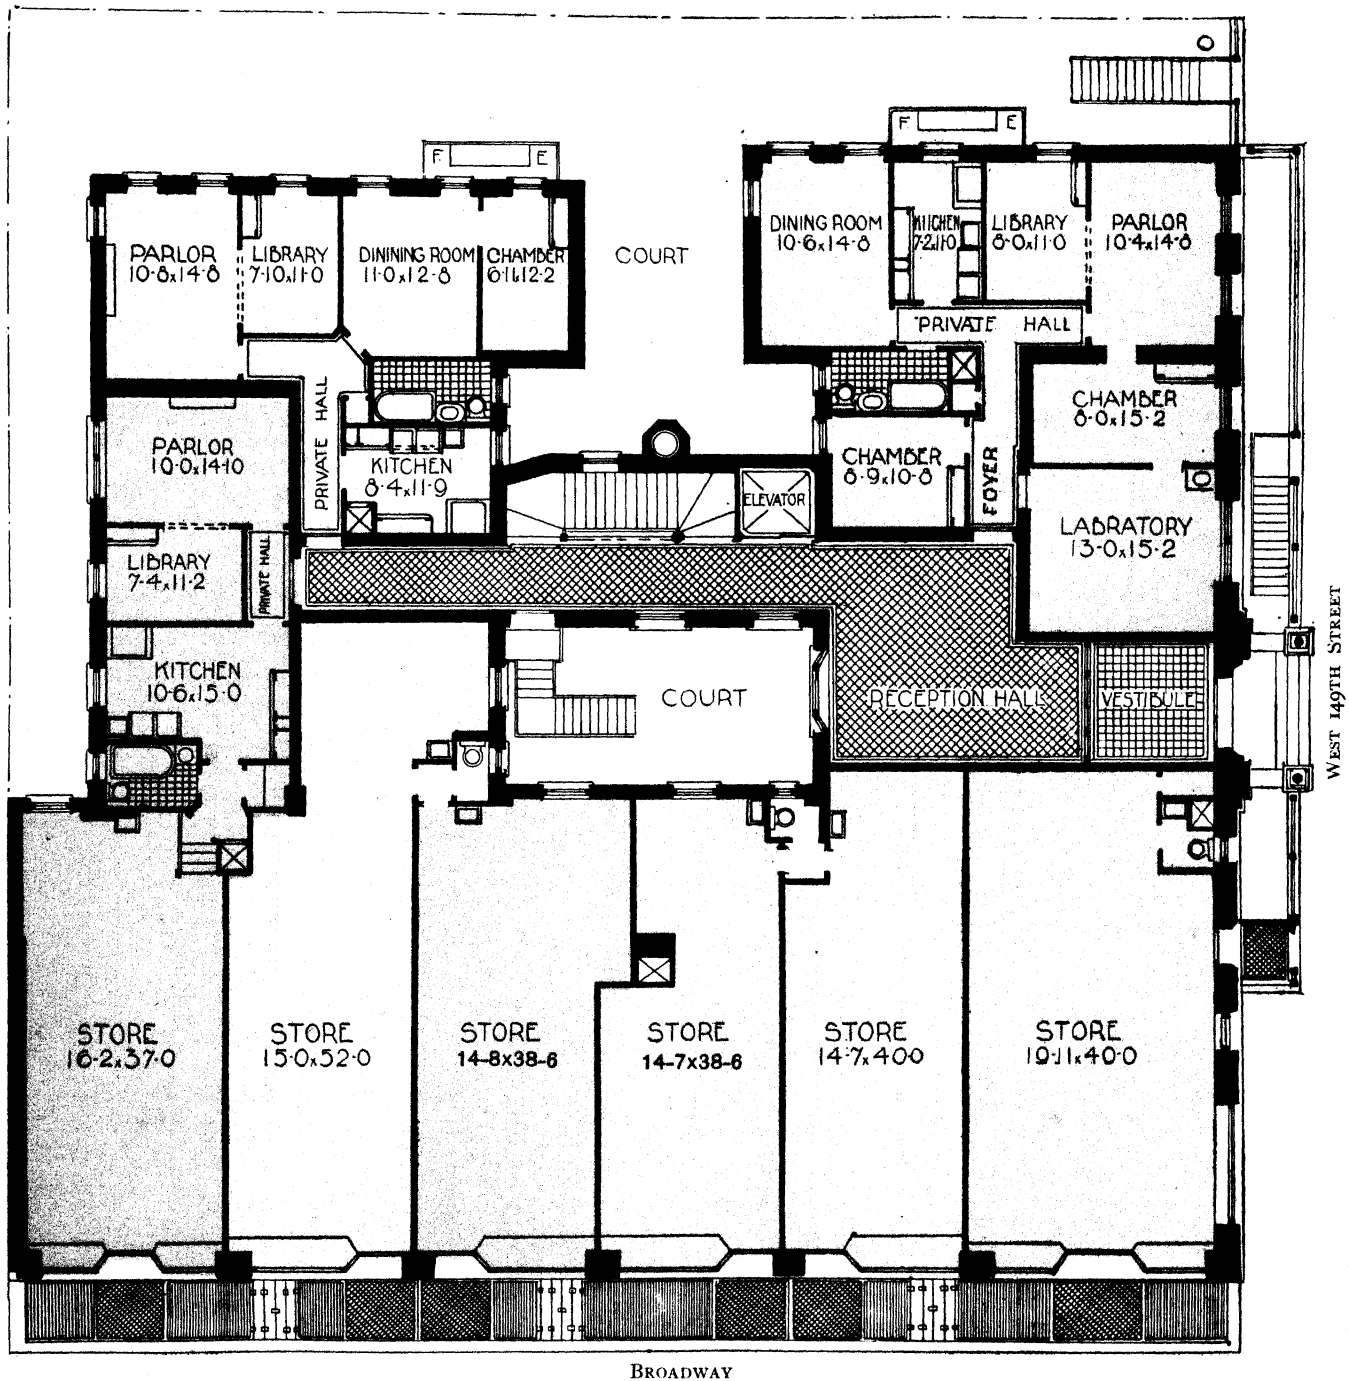 F E
F E
PARLOR
10-8x14-8
LIBRARY
7-10x11-0
DININING ROOM
11-0x12-8
CHAMBER
COURT
DINING ROOM
10-6x14-8
KITCHEN
7-2x11-0
LIBRARY
8-0x11-0
PARLOR
10-4x14-8
PRIVATE HALL
PRIVATE HALL
PARLOR
10-0x14-10
KITCHEN
8-4x11-9
ELEVATOR
CHAMBER
8-9x10-8
FOYER
CHAMBER
8-0x15-2
LABRATORY
13-0x15-2
LIBRARY
7-4x11-2
PRIVATE HALL
KITCHEN
10-6x15-0
COURT
RECEPTION HALL
VESTIBULE
WEST 149TH STREET
STORE
16-2x37-0
STORE
15-0x52-0
STORE
14-8x38-6
STORE
14-7x38-6
STORE
14-7x40-0
STORE
19-11x40-0
BROADWAY